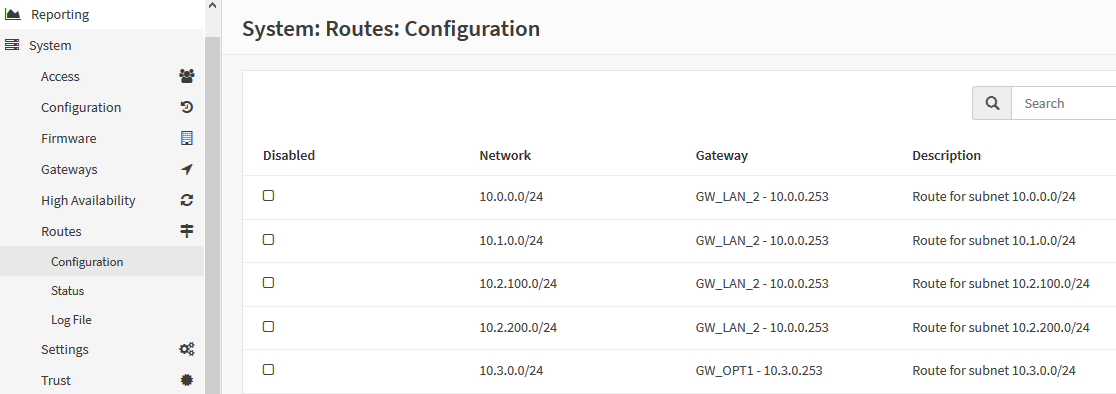 Reporting
System
Access
Configuration
Firmware
Gateways
High Availability
Routes
Configuration
Status
Log File
Settings
Trust
System: Routes: Configuration
Search
Disabled Network Gateway Description
10.0.0.0/24 GW_LAN_2 - 10.0.0.253 Route for subnet 10.0.0.0/24
10.1.0.0/24 GW_LAN_2 - 10.0.0.253 Route for subnet 10.1.0.0/24
10.2.100.0/24 GW_LAN_2 - 10.0.0.253 Route for subnet 10.2.100.0/24
10.2.200.0/24 GW_LAN_2 - 10.0.0.253 Route for subnet 10.2.200.0/24
10.3.0.0/24 GW_OPT1 - 10.3.0.253 Route for subnet 10.3.0.0/24